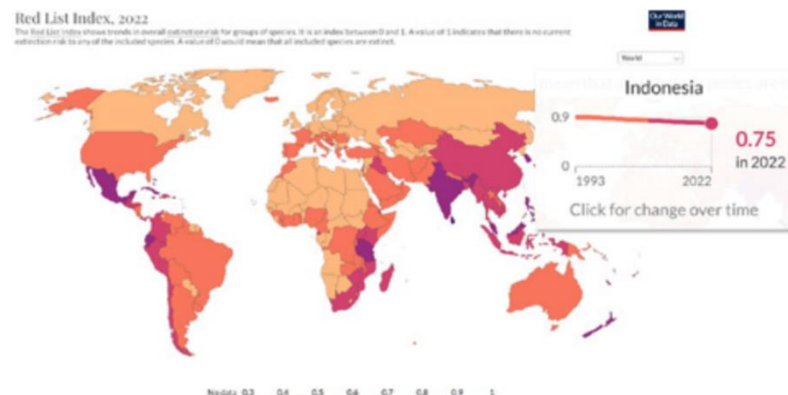 Red List Index, 2022
The Red List Index shows trends in overall extinction risk for groups of species. It is an index between 0 and 1. A value of 1 indicates that there is no current
extinction risk to any of the included species. A value of 0 would mean that all included species are extinct.
Our World
in Data
World
Indonesia
0.9
0.75
in 2022
0
1993
2022
Click for change over time
No data 0.3 0.4 0.5 0.6 0.7 0.8 0.9 1